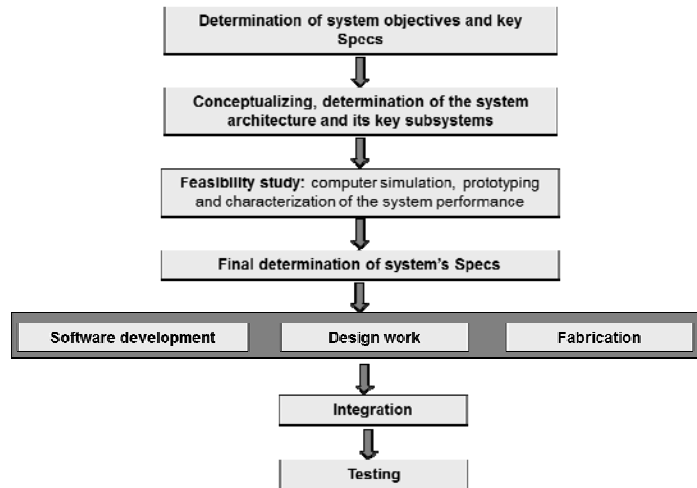 Determination of system objectives and key
Specs
Conceptualizing, determination of the system
architecture and its key subsystems
Feasibility study: computer simulation, prototyping
and characterization of the system performance
Final determination of system's Specs
Software development
Design work
Fabrication
Integration
Testing